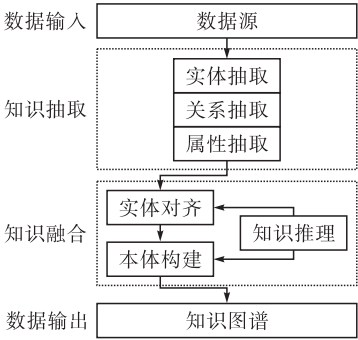 数据输入
数据源
知识抽取
实体抽取
关系抽取
属性抽取
知识融合
实体对齐
知识推理
本体构建
数据输出
知识图谱